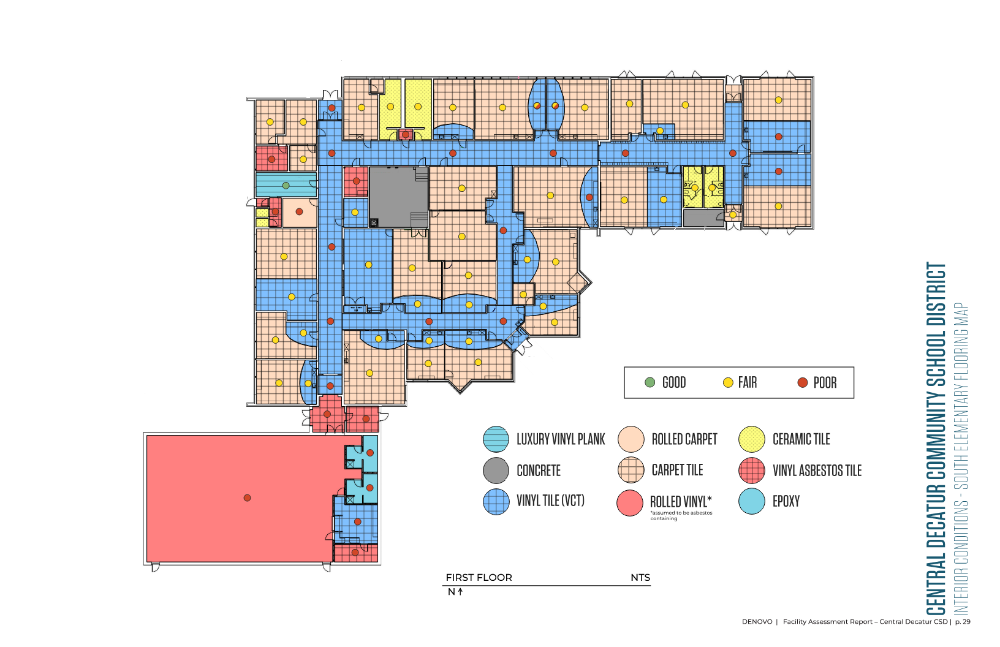 GOOD
FAIR
POOR
LUXURY VINYL PLANK
ROLLED CARPET
CERAMIC TILE
CONCRETE
CARPET TILE
VINYL ASBESTOS TILE
VINYL TILE (VCT)
ROLLED VINYL*
*assumed to be asbestos
containing
EPOXY
FIRST FLOOR NTS
N
CENTRAL DECATUR COMMUNITY SCHOOL DISTRICT
INTERIOR CONDITIONS - SOUTH ELEMENTARY FLOORING MAP
DENOVO | Facility Assessment Report – Central Decatur CSD | p. 29